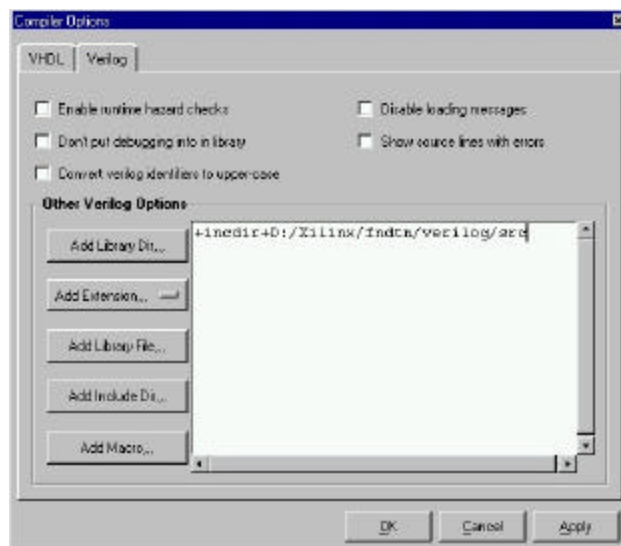 Compiler Options
VHDL Verilog
Enable runtime hazard checks
Disable loading messages
Don't put debugging info in library
Show source lines with errors
Convert verilog identifiers to upper-case
Other Verilog Options
Add Library Dir...
+incdir+D:/Xilinx/fndtn/verilog/src
Add Extension...
Add Library File...
Add Include Dir...
Add Macro...
OK Cancel Apply